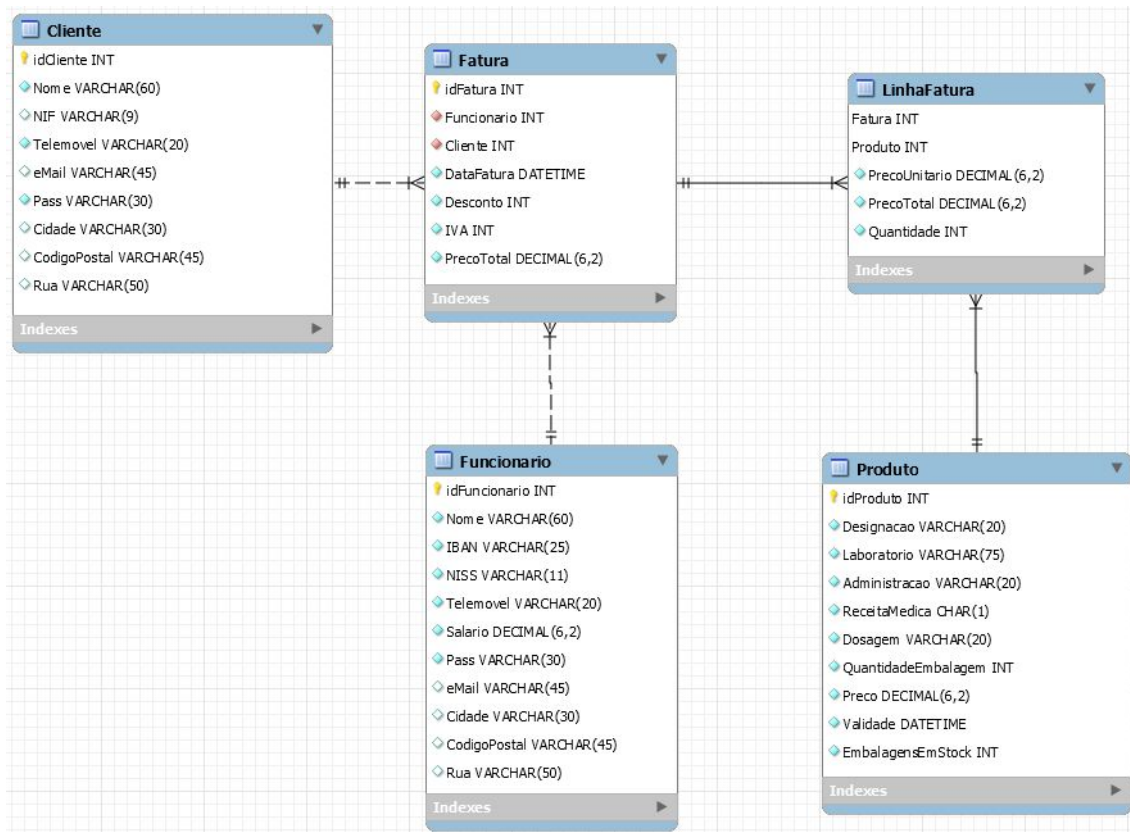 Cliente
idCliente INT
Nome VARCHAR(60)
NIF VARCHAR(9)
Telemovel VARCHAR(20)
eMail VARCHAR(45)
Pass VARCHAR(30)
Cidade VARCHAR(30)
CodigoPostal VARCHAR(45)
Rua VARCHAR(50)
Indexes
Fatura
idFatura INT
Funcionario INT
Cliente INT
DataFatura DATETIME
Desconto INT
IVA INT
PrecoTotal DECIMAL(6,2)
Indexes
LinhaFatura
Fatura INT
Produto INT
PrecoUnitario DECIMAL(6,2)
PrecoTotal DECIMAL(6,2)
Quantidade INT
Indexes
Funcionario
idFuncionario INT
Nome VARCHAR(60)
IBAN VARCHAR(25)
NISS VARCHAR(11)
Telemovel VARCHAR(20)
Salario DECIMAL(6,2)
Pass VARCHAR(30)
eMail VARCHAR(45)
Cidade VARCHAR(30)
CodigoPostal VARCHAR(45)
Rua VARCHAR(50)
Indexes
Produto
idProduto INT
Designacao VARCHAR(20)
Laboratorio VARCHAR(75)
Administracao VARCHAR(20)
ReceitaMedica CHAR(1)
Dosagem VARCHAR(20)
QuantidadeEmbalagem INT
Preco DECIMAL(6,2)
Validade DATETIME
EmbalagensEmStock INT
Indexes